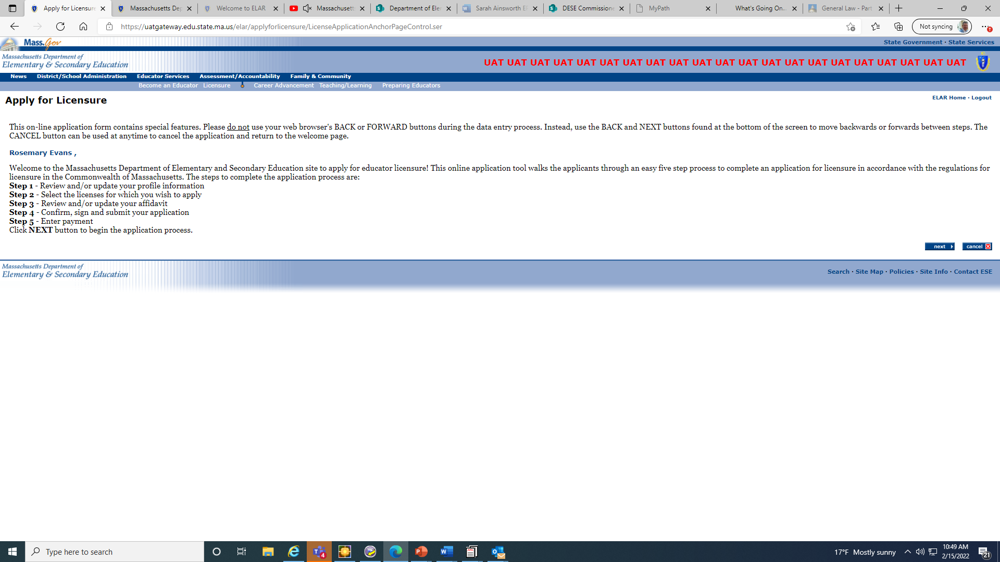 Apply for Licensure
Massachusetts De
Welcome to ELAR
Massachusett
Department of Ele
Sarah Ainsworth E
DESE Commissione
MyPath
What's Going On...
General Law - Part
https://uatgateway.edu.state.ma.us/elar/applyforlicensure/LicenseApplicationAnchorPageControl.ser
Not syncing
Mass.Gov
State Government · State Services
Massachusetts Department of
Elementary & Secondary Education
UAT UAT UAT UAT UAT UAT UAT UAT UAT UAT UAT UAT UAT UAT UAT UAT UAT UAT UAT UAT UAT
News District/School Administration Educator Services Assessment/Accountability Family & Community
Become an Educator Licensure Career Advancement Teaching/Learning Preparing Educators
Apply for Licensure
ELAR Home · Logout
This on-line application form contains special features. Please do not use your web browser's BACK or FORWARD buttons during the data entry process. Instead, use the BACK and NEXT buttons found at the bottom of the screen to move backwards or forwards between steps. The
CANCEL button can be used at anytime to cancel the application and return to the welcome page.
Rosemary Evans ,
Welcome to the Massachusetts Department of Elementary and Secondary Education site to apply for educator licensure! This online application tool walks the applicants through an easy five step process to complete an application for licensure in accordance with the regulations for
licensure in the Commonwealth of Massachusetts. The steps to complete the application process are:
Step 1 - Review and/or update your profile information
Step 2 - Select the licenses for which you wish to apply
Step 3 - Review and/or update your affidavit
Step 4 - Confirm, sign and submit your application
Step 5 - Enter payment
Click NEXT button to begin the application process.
next
cancel
Massachusetts Department of
Elementary & Secondary Education
Search · Site Map · Policies · Site Info · Contact ESE
Type here to search
4
17°F Mostly sunny
10:49 AM
2/15/2022
21